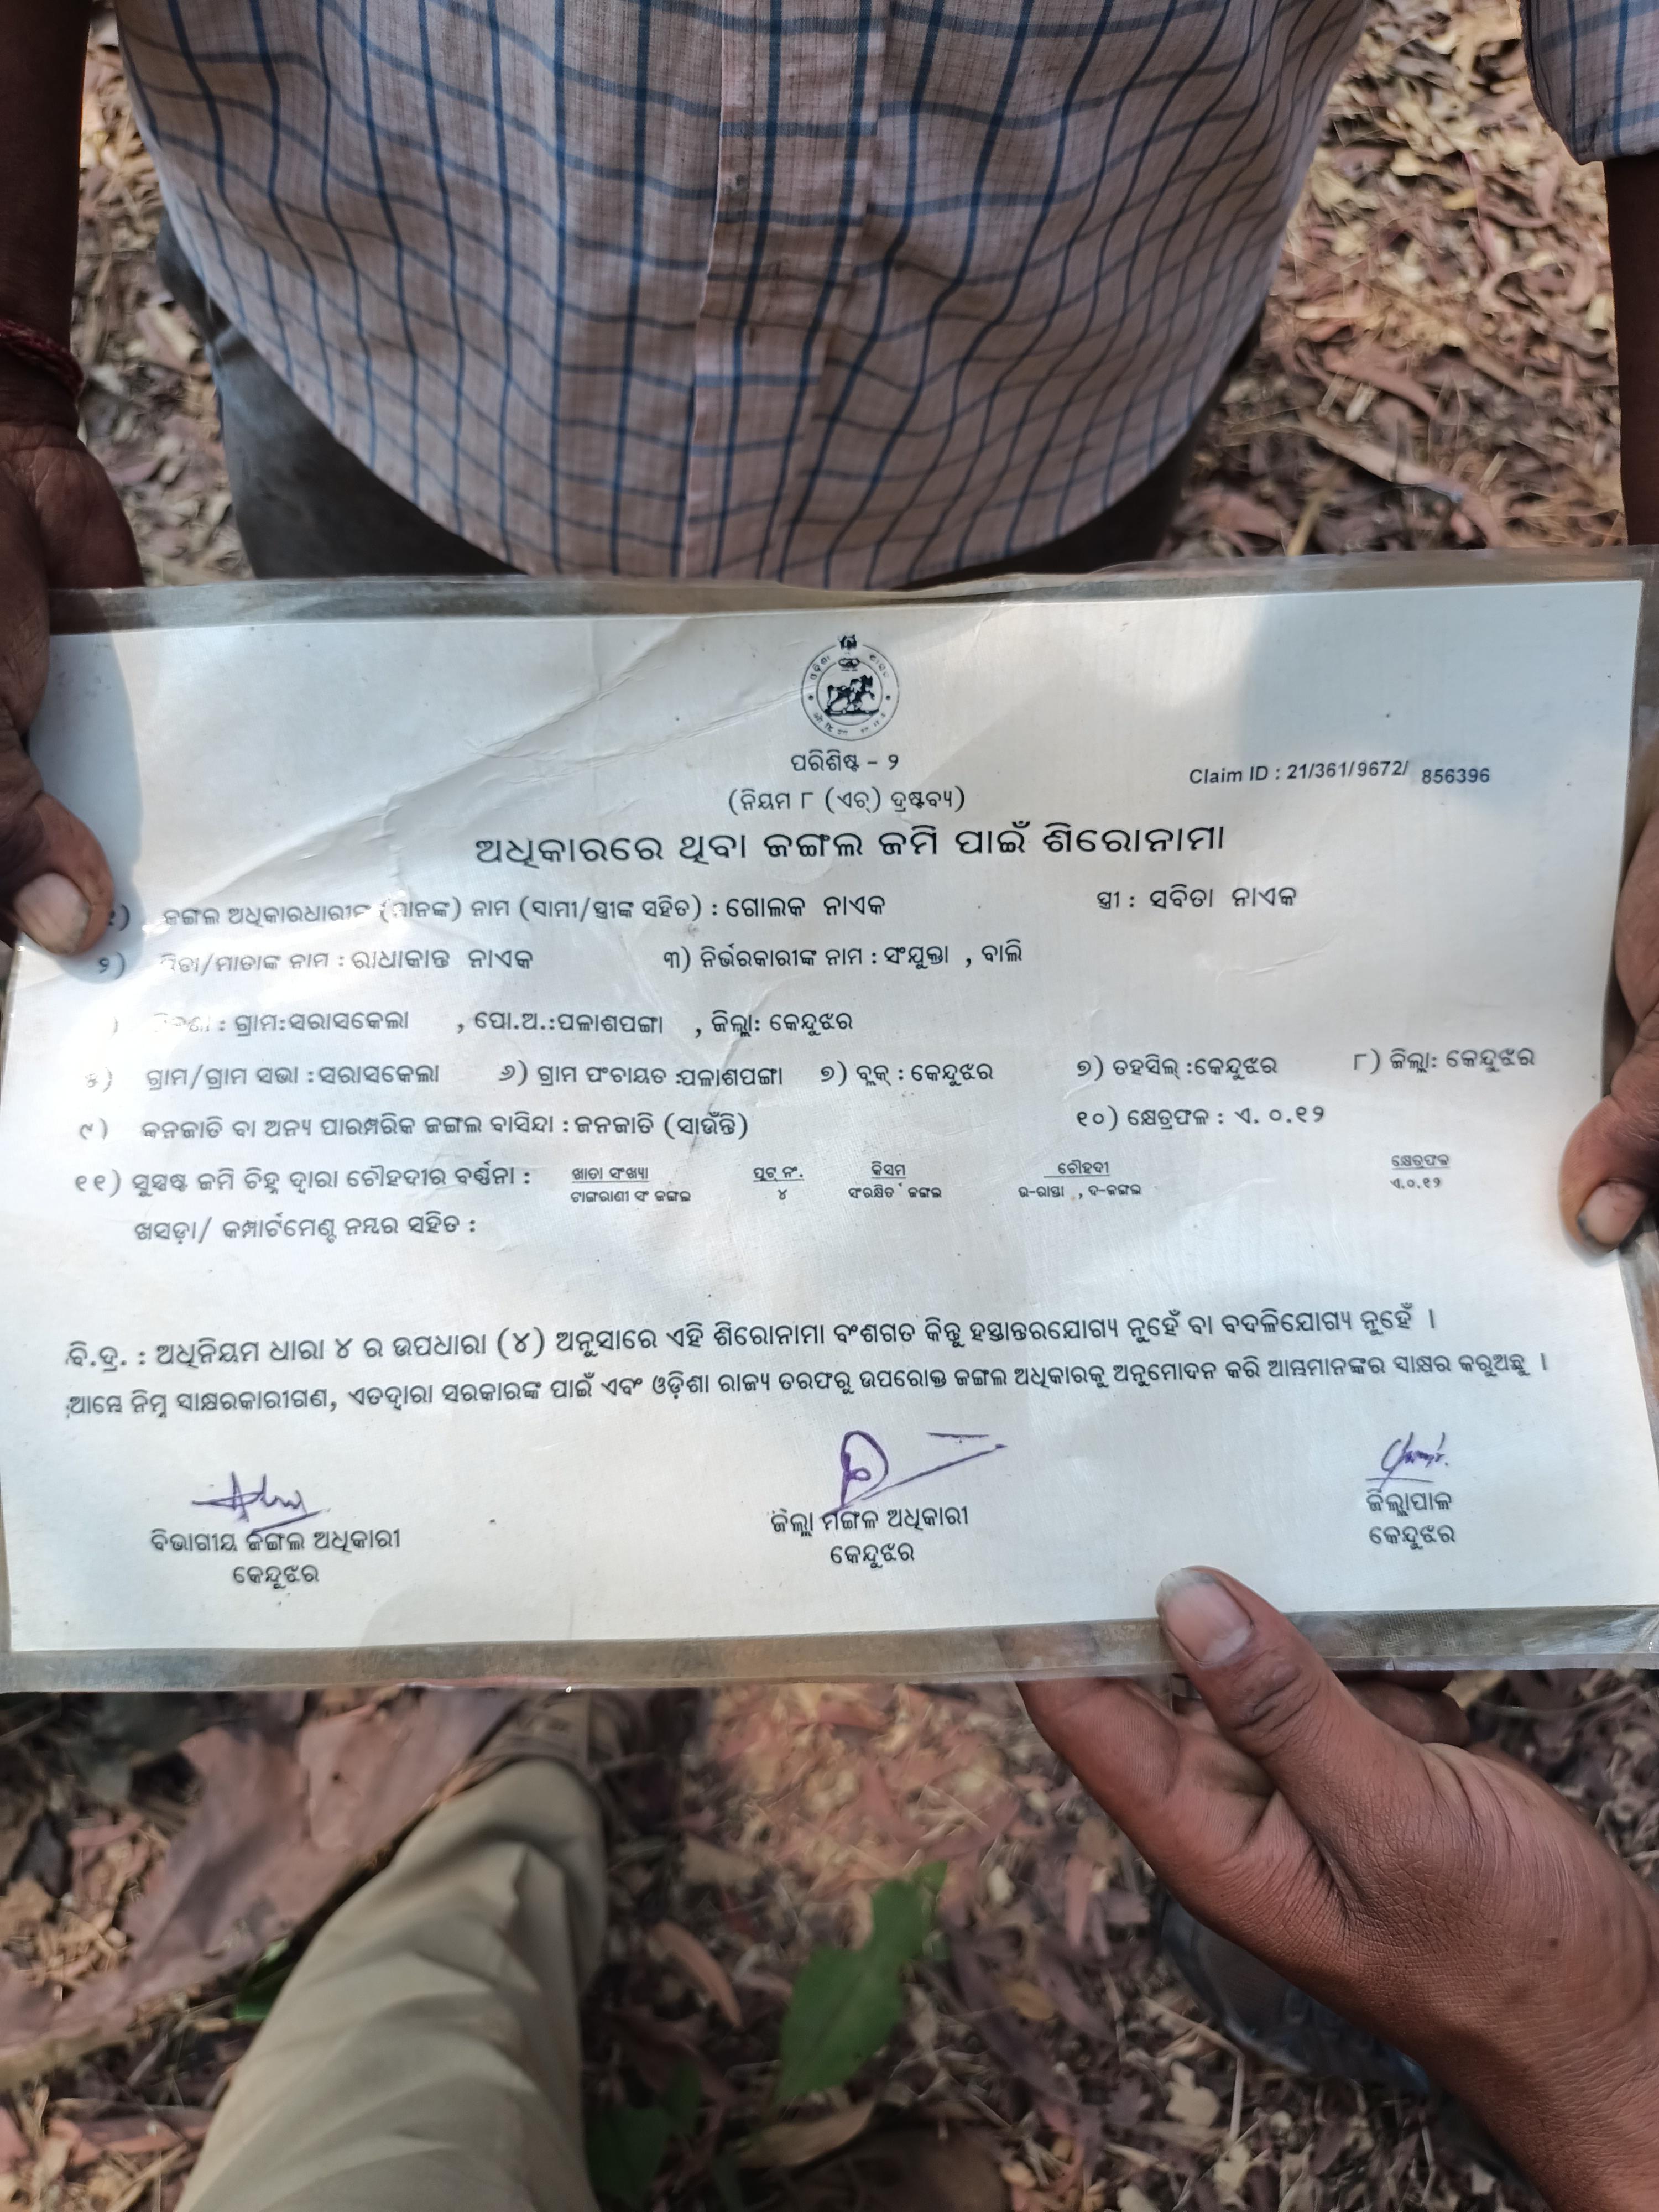 ପରିଶିଷ୍ଟ - ୨
Claim ID : 21/361/9672/ 856396
(ନିୟମ ୮ (ଏଚ୍) ଦ୍ରଷ୍ଟବ୍ୟ)
ଅଧିକାରରେ ଥିବା ଜଙ୍ଗଲ ଜମି ପାଇଁ ଶିରୋନାମା
୧) ଜଙ୍ଗଲ ଅଧିକାରଧାରୀଙ୍କ (ମାନଙ୍କ) ନାମ (ସାମୀ/ସ୍ତ୍ରୀଙ୍କ ସହିତ) : ଗୋଲକ ନାଏକ ସ୍ତ୍ରୀ : ସବିତା ନାଏକ
୨) ପିତା/ମାତାଙ୍କ ନାମ : ରାଧାକାନ୍ତ ନାଏକ ୩) ନିର୍ଭରକାରୀଙ୍କ ନାମ : ସଂଯୁକ୍ତା , ବାଲି
) : ଗ୍ରାମ:ସରାସକେଲା , ପୋ.ଅ.:ପଳାଶପଙ୍ଗା , ଜିଲ୍ଲା: କେନ୍ଦୁଝର
୫) ଗ୍ରାମ/ଗ୍ରାମ ସଭା : ସରାସକେଲା ୬) ଗ୍ରାମ ପଂଚାୟତ :ପଳାଶପଙ୍ଗା ୭) ବ୍ଲକ୍ : କେନ୍ଦୁଝର ୭) ତହସିଲ୍ :କେନ୍ଦୁଝର ୮) ଜିଲ୍ଲା: କେନ୍ଦୁଝର
୯) ଜନଜାତି ବା ଅନ୍ୟ ପାରମ୍ପରିକ ଜଙ୍ଗଲ ବାସିନ୍ଦା : ଜନଜାତି (ସାଉଁନ୍ତି) ୧୦) କ୍ଷେତ୍ରଫଳ : ଏ. ୦.୧୨
୧୧) ସୁସ୍ପଷ୍ଟ ଜମି ଚିହ୍ନ ଦ୍ୱାରା ଚୌହଦୀର ବର୍ଣ୍ଣନା : ଖାତା ସଂଖ୍ୟା ପ୍ଲଟ୍ ନଂ. କିସମ ଚୌହଦୀ କ୍ଷେତ୍ରଫଳ
ଟାଙ୍ଗରାଣୀ ସଂ ଜଙ୍ଗଲ ୪ ସଂରକ୍ଷିତ ଜଙ୍ଗଲ ଉ-ରାସ୍ତା , ଦ-ଜଙ୍ଗଲ ଏ.୦.୧୨
ଖସଡ଼ା/ କମ୍ପାର୍ଟମେଣ୍ଟ ନମ୍ବର ସହିତ :
ବି.ଦ୍ର. : ଅଧିନିୟମ ଧାରା ୪ ର ଉପଧାରା (୪) ଅନୁସାରେ ଏହି ଶିରୋନାମା ବଂଶଗତ କିନ୍ତୁ ହସ୍ତାନ୍ତରଯୋଗ୍ୟ ନୁହେଁ ବା ବଦଳିଯୋଗ୍ୟ ନୁହେଁ ।
ଆମ୍ଭେ ନିମ୍ନ ସାକ୍ଷରକାରୀଗଣ, ଏତଦ୍ୱାରା ସରକାରଙ୍କ ପାଇଁ ଏବଂ ଓଡ଼ିଶା ରାଜ୍ୟ ତରଫରୁ ଉପରୋକ୍ତ ଜଙ୍ଗଲ ଅଧିକାରକୁ ଅନୁମୋଦନ କରି ଆମ୍ଭମାନଙ୍କର ସାକ୍ଷର କରୁଅଛୁ ।
ବିଭାଗୀୟ ଜଙ୍ଗଲ ଅଧିକାରୀ
କେନ୍ଦୁଝର
ଜିଲ୍ଲା ମଙ୍ଗଳ ଅଧିକାରୀ
କେନ୍ଦୁଝର
ଜିଲ୍ଲାପାଳ
କେନ୍ଦୁଝର